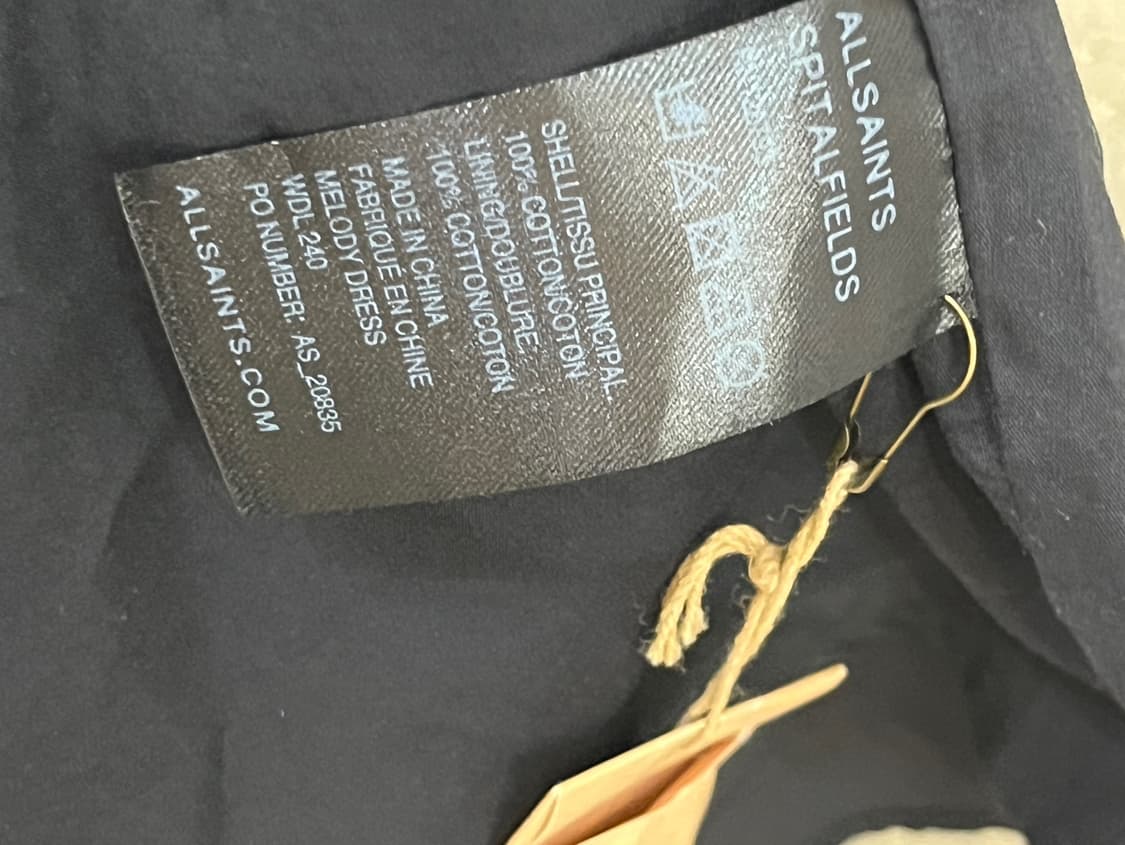 ALLSAINTS
SPITALFIELDS
SHELL/TISSU PRINCIPAL.
100% COTTON/COTON
LINING/DOUBLURE.
100% COTTON/COTON
MADE IN CHINA
FABRIQUÉ EN CHINE
MELODY DRESS
WDL 240
PO NUMBER: AS_20835
ALLSAINTS.COM